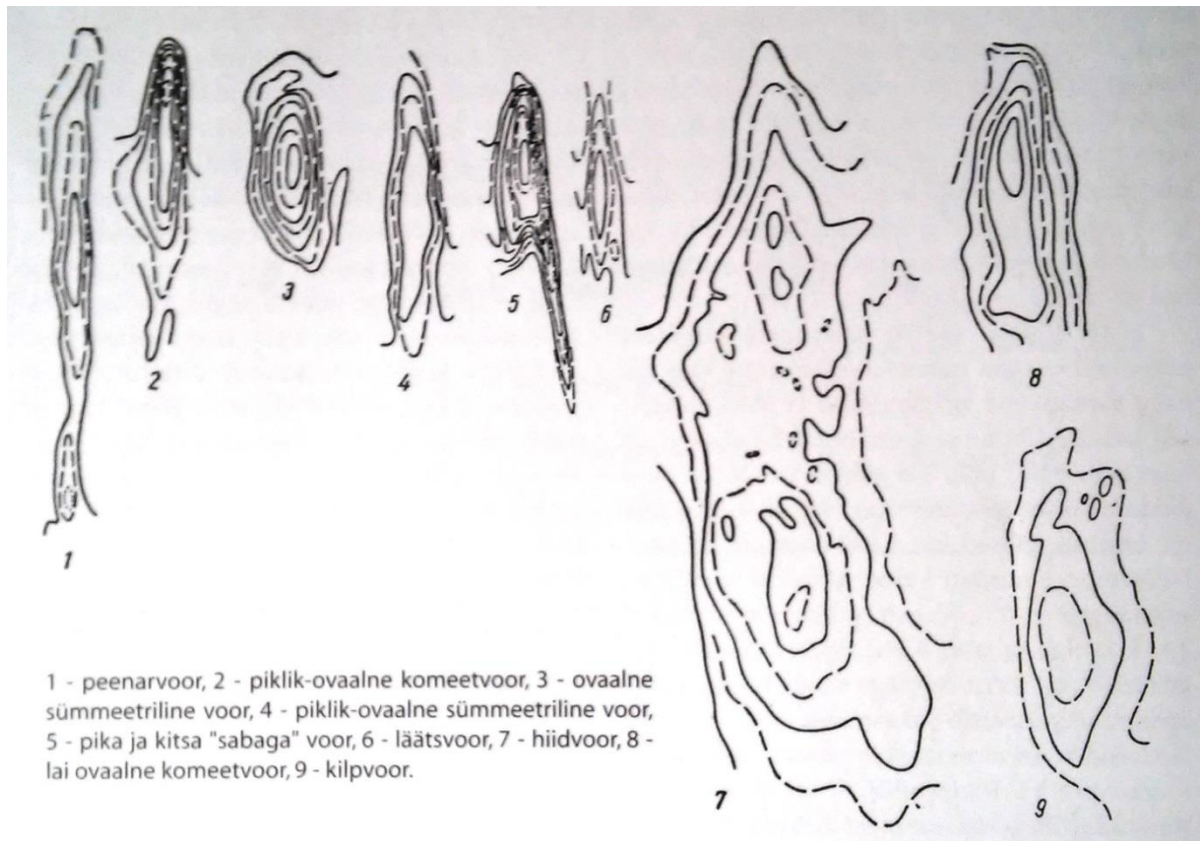 1
2
3
4
5
6
7
8
9
1 - peenarvoor, 2 - piklik-ovaalne komeetvoor, 3 - ovaalne
sümmeetriline voor, 4 - piklik-ovaalne sümmeetriline voor,
5 - pika ja kitsa "sabaga" voor, 6 - läätsvoor, 7 - hiidvoor, 8 -
lai ovaalne komeetvoor, 9 - kilpvoor.